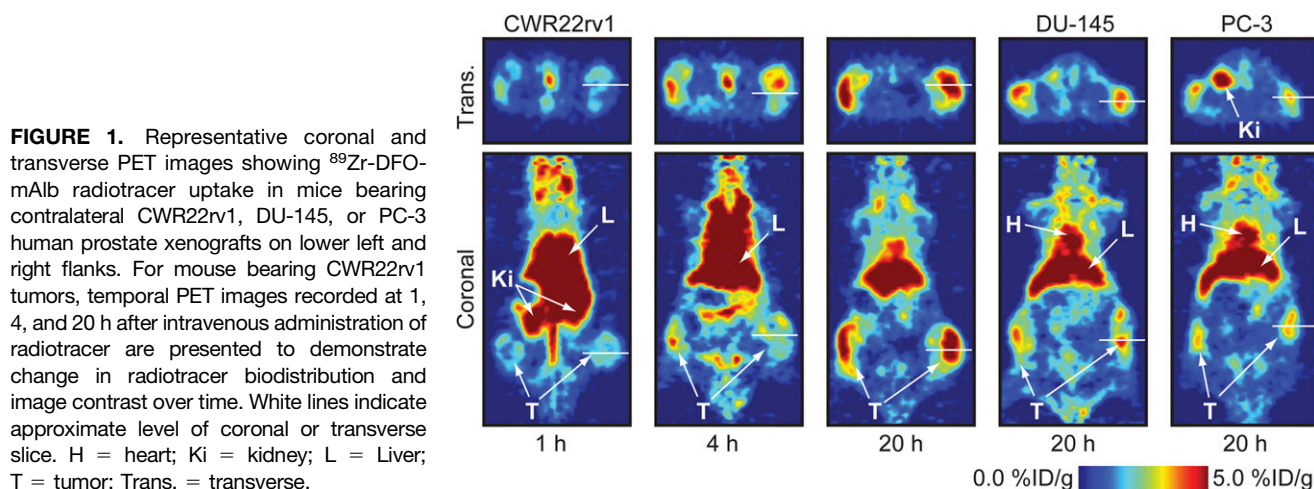 FIGURE 1. Representative coronal and
transverse PET images showing ⁸⁹Zr-DFO-
mAlb radiotracer uptake in mice bearing
contralateral CWR22rv1, DU-145, or PC-3
human prostate xenografts on lower left and
right flanks. For mouse bearing CWR22rv1
tumors, temporal PET images recorded at 1,
4, and 20 h after intravenous administration of
radiotracer are presented to demonstrate
change in radiotracer biodistribution and
image contrast over time. White lines indicate
approximate level of coronal or transverse
slice. H = heart; Ki = kidney; L = Liver;
T = tumor: Trans. = transverse.
CWR22rv1 DU-145 PC-3
Trans.
Ki
Coronal
L L H L H L
Ki
T T T T T
1 h 4 h 20 h 20 h 20 h
0.0 %ID/g 5.0 %ID/g